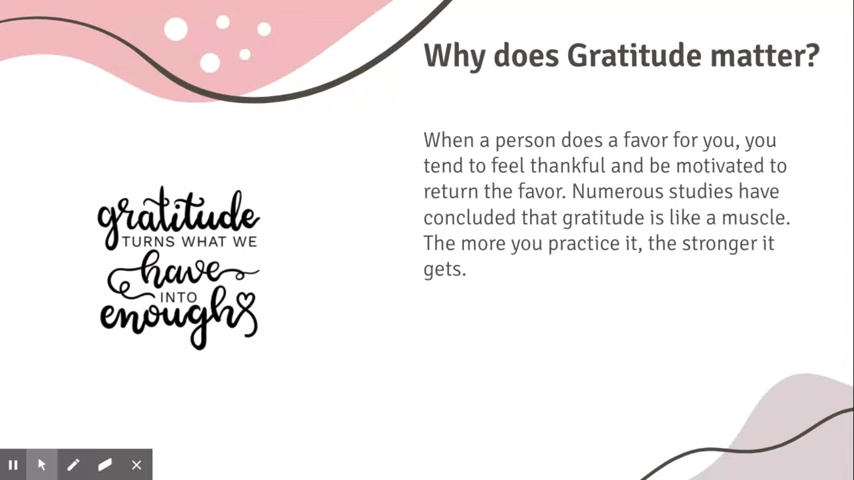 Why does Gratitude matter?
When a person does a favor for you, you
tend to feel thankful and be motivated to
return the favor. Numerous studies have
concluded that gratitude is like a muscle.
The more you practice it, the stronger it
gets.
gratitude
TURNS WHAT WE
have
INTO
enough